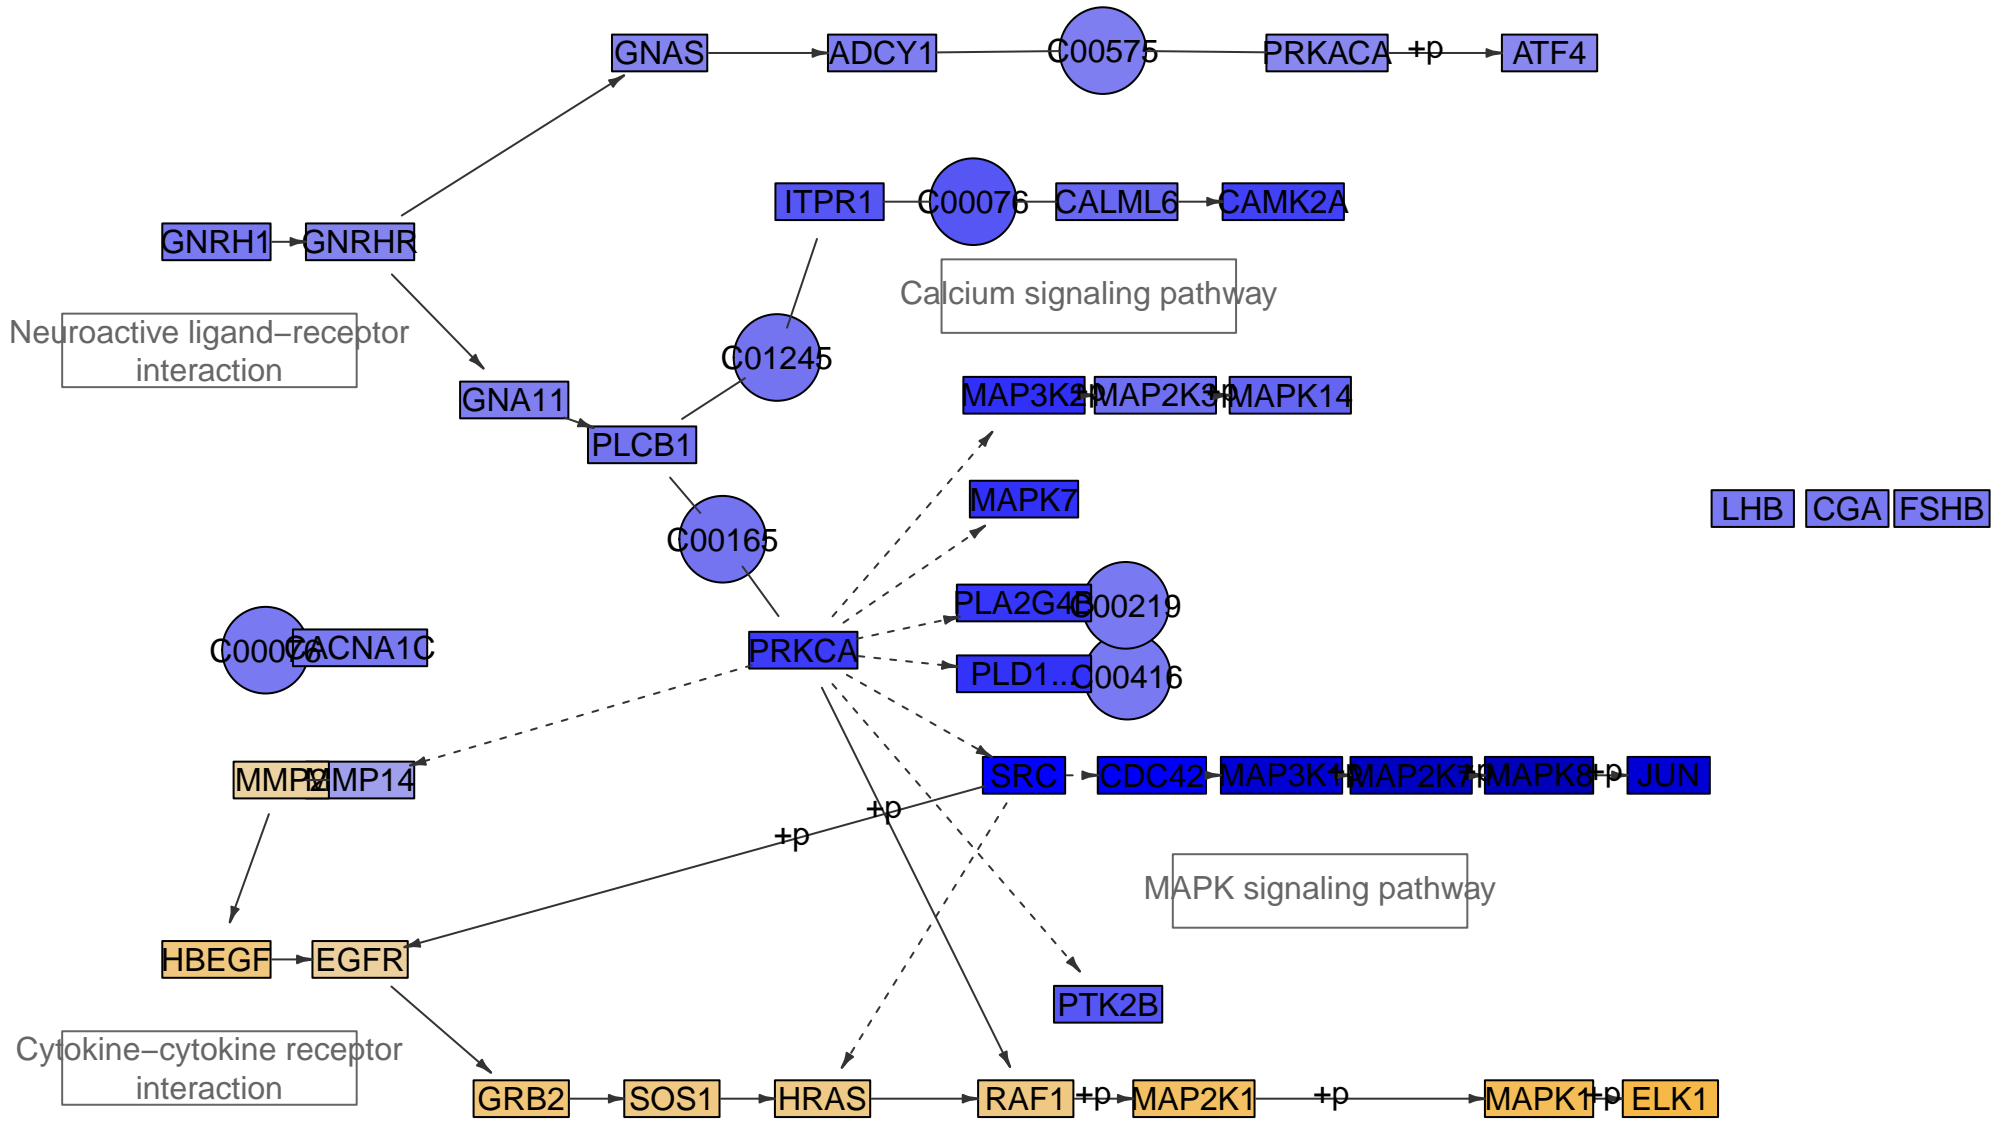 GNAS
ADCY1
C00575
PRKACA
+p
ATF4
ITPR1
C00076
CALML6
CAMK2A
GNRH1
GNRHR
Calcium signaling pathway
Neuroactive ligand–receptor
interaction
C01245
GNA11
PLCB1
MAP3K2
+p
MAP2K3
+p
MAPK14
MAPK7
LHB
CGA
FSHB
C00165
PLA2G4B
C00219
C00076
CACNA1C
PRKCA
PLD1...
C00416
MMP2
MMP14
SRC
CDC42
MAP3K1
+p
MAP2K7
+p
MAPK8
+p
JUN
+p
+p
MAPK signaling pathway
HBEGF
EGFR
PTK2B
Cytokine–cytokine receptor
interaction
GRB2
SOS1
HRAS
RAF1
+p
MAP2K1
+p
MAPK1
+p
ELK1